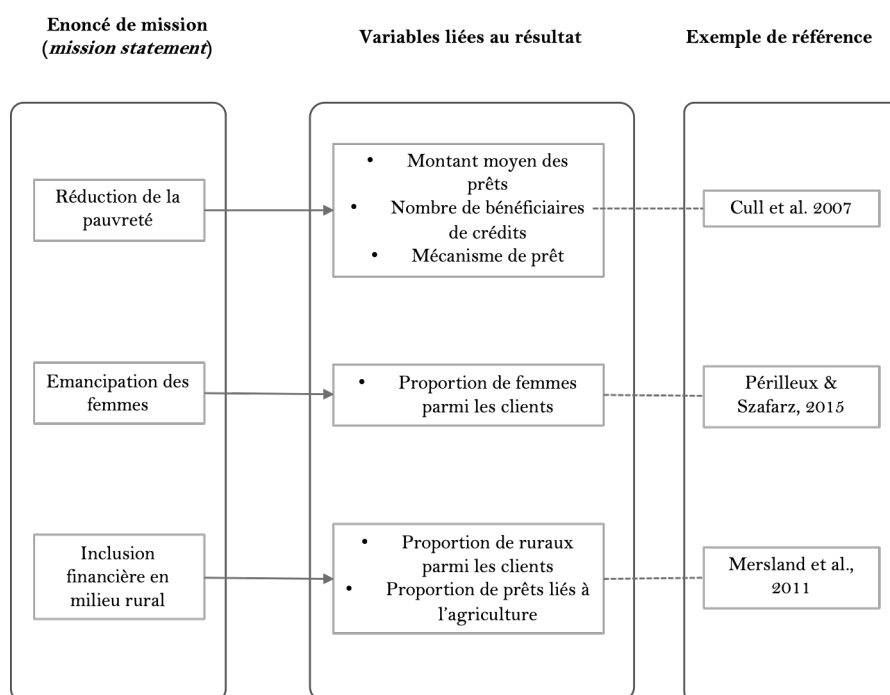 Enoncé de mission
(mission statement)
Variables liées au résultat
Exemple de référence
Réduction de la
pauvreté
• Montant moyen des
prêts
• Nombre de bénéficiaires
de crédits
• Mécanisme de prêt
Cull et al. 2007
Emancipation des
femmes
• Proportion de femmes
parmi les clients
Périlleux &
Szafarz, 2015
Inclusion
financière en
milieu rural
• Proportion de ruraux
parmi les clients
• Proportion de prêts liés à
l'agriculture
Mersland et al.,
2011